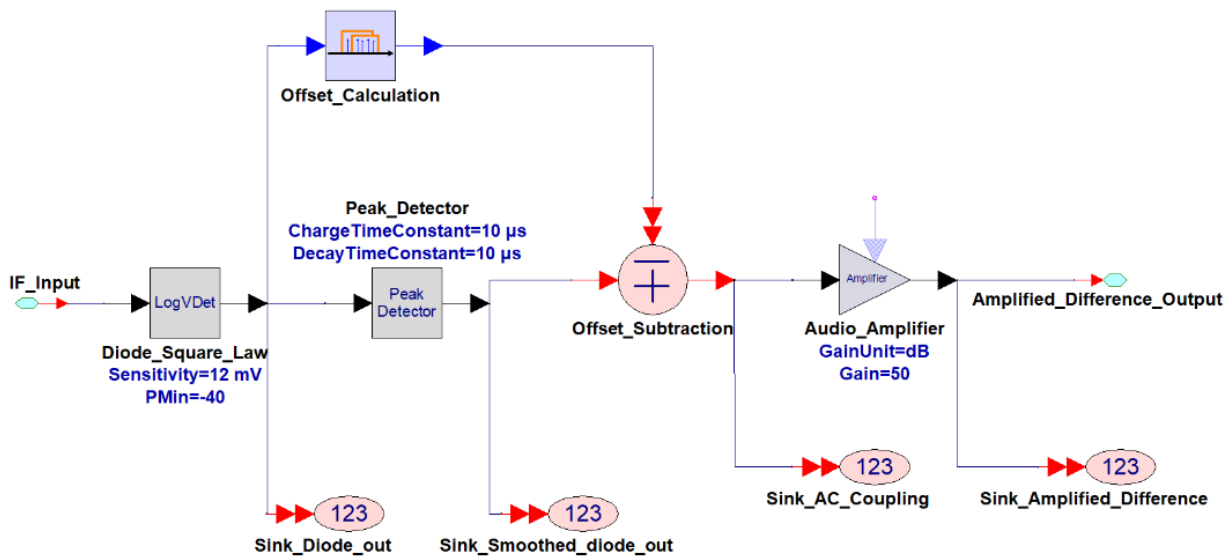 Offset_Calculation
Peak_Detector
ChargeTimeConstant=10 µs
DecayTimeConstant=10 µs
IF_Input
LogVDet
Peak
Detector
Amplifier
Diode_Square_Law
Sensitivity=12 mV
PMin=-40
Offset_Subtraction
Audio_Amplifier
GainUnit=dB
Gain=50
Amplified_Difference_Output
123
Sink_AC_Coupling
123
Sink_Amplified_Difference
123
Sink_Diode_out
123
Sink_Smoothed_diode_out